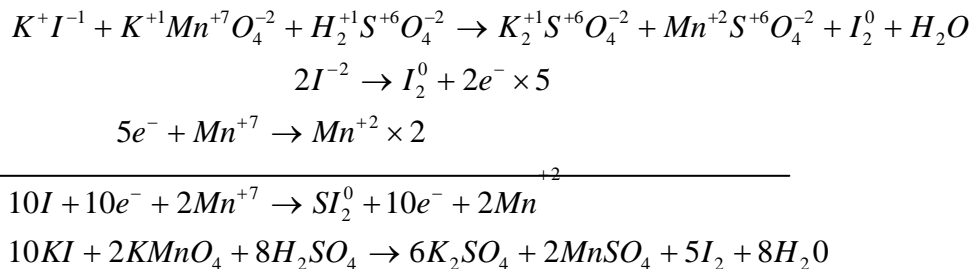 K⁺I⁻¹ + K⁺¹Mn⁺⁷O₄⁻² + H₂⁺¹S⁺⁶O₄⁻² → K₂⁺¹S⁺⁶O₄⁻² + Mn⁺²S⁺⁶O₄⁻² + I₂⁰ + H₂O
2I⁻² → I₂⁰ + 2e⁻ × 5
5e⁻ + Mn⁺⁷ → Mn⁺² × 2
10I + 10e⁻ + 2Mn⁺⁷ → SI₂⁰ + 10e⁻ + 2Mn⁺²
10KI + 2KMnO₄ + 8H₂SO₄ → 6K₂SO₄ + 2MnSO₄ + 5I₂ + 8H₂0